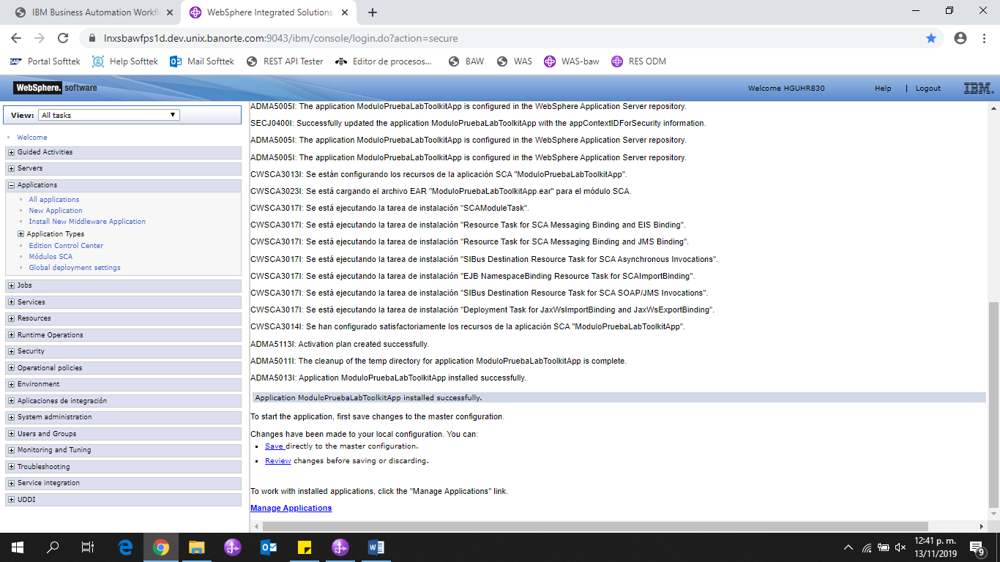 IBM Business Automation Workfl
WebSphere Integrated Solutions
lnxsbawfps1d.dev.unix.banorte.com:9043/ibm/console/login.do?action=secure
SAP Portal Softtek
Help Softtek
Mail Softtek
REST API Tester
Editor de procesos...
BAW
WAS
WAS-baw
RES ODM
WebSphere. software
Welcome HGUHR830
Help | Logout
IBM.
View: All tasks
Welcome
Guided Activities
Servers
Applications
All applications
New Application
Install New Middleware Application
Application Types
Edition Control Center
Módulos SCA
Global deployment settings
Jobs
Services
Resources
Runtime Operations
Security
Operational policies
Environment
Aplicaciones de integración
System administration
Users and Groups
Monitoring and Tuning
Troubleshooting
Service integration
UDDI
ADMA5005I: The application ModuloPruebaLabToolkitApp is configured in the WebSphere Application Server repository.
SECJ0400I: Successfully updated the application ModuloPruebaLabToolkitApp with the appContextIDForSecurity information.
ADMA5005I: The application ModuloPruebaLabToolkitApp is configured in the WebSphere Application Server repository.
ADMA5005I: The application ModuloPruebaLabToolkitApp is configured in the WebSphere Application Server repository.
CWSCA3013I: Se están configurando los recursos de la aplicación SCA "ModuloPruebaLabToolkitApp".
CWSCA3023I: Se está cargando el archivo EAR "ModuloPruebaLabToolkitApp.ear" para el módulo SCA.
CWSCA3017I: Se está ejecutando la tarea de instalación "SCAModuleTask".
CWSCA3017I: Se está ejecutando la tarea de instalación "Resource Task for SCA Messaging Binding and EIS Binding".
CWSCA3017I: Se está ejecutando la tarea de instalación "Resource Task for SCA Messaging Binding and JMS Binding".
CWSCA3017I: Se está ejecutando la tarea de instalación "SIBus Destination Resource Task for SCA Asynchronous Invocations".
CWSCA3017I: Se está ejecutando la tarea de instalación "EJB NamespaceBinding Resource Task for SCAImportBinding".
CWSCA3017I: Se está ejecutando la tarea de instalación "SIBus Destination Resource Task for SCA SOAP/JMS Invocations".
CWSCA3017I: Se está ejecutando la tarea de instalación "Deployment Task for JaxWsImportBinding and JaxWsExportBinding".
CWSCA3014I: Se han configurado satisfactoriamente los recursos de la aplicación SCA "ModuloPruebaLabToolkitApp".
ADMA5113I: Activation plan created successfully.
ADMA5011I: The cleanup of the temp directory for application ModuloPruebaLabToolkitApp is complete.
ADMA5013I: Application ModuloPruebaLabToolkitApp installed successfully.
Application ModuloPruebaLabToolkitApp installed successfully.
To start the application, first save changes to the master configuration.
Changes have been made to your local configuration. You can:
Save directly to the master configuration.
Review changes before saving or discarding.
To work with installed applications, click the "Manage Applications" link.
Manage Applications
12:41 p. m.
13/11/2019
9